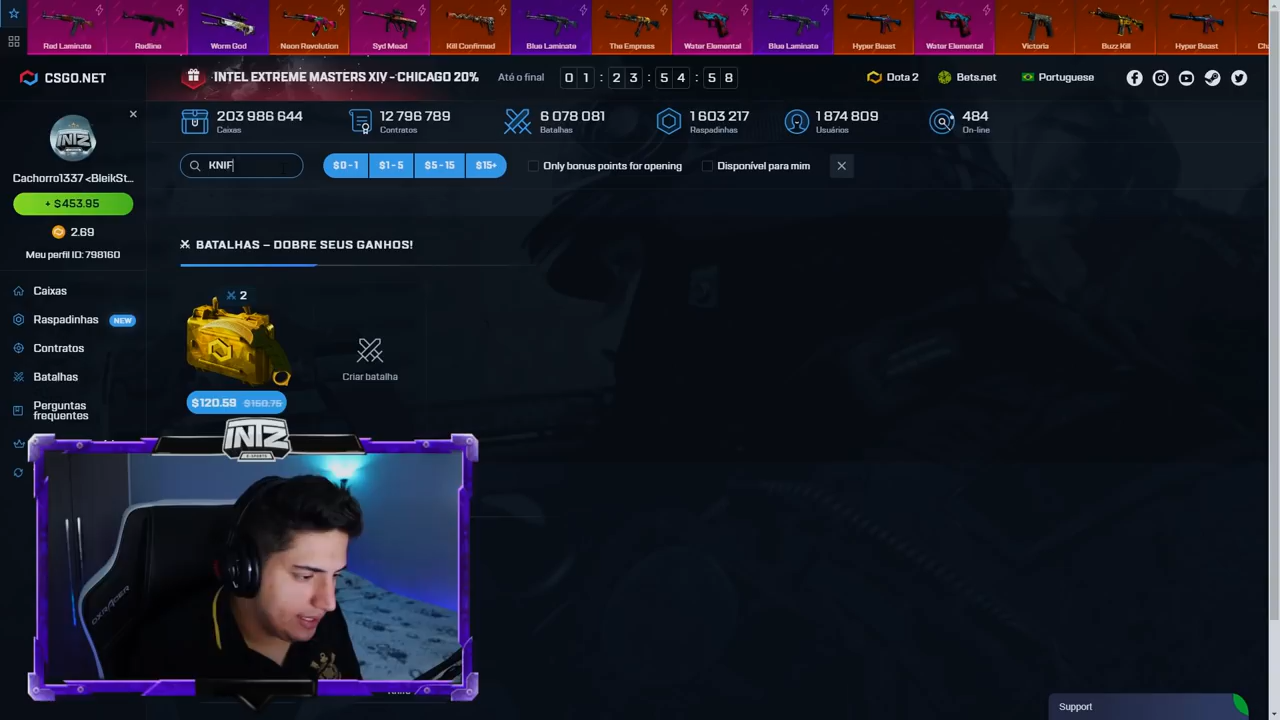 Red Laminate
Redline
Worm God
Neon Revolution
Syd Mead
Kill Confirmed
Blue Laminate
The Empress
Water Elemental
Blue Laminate
Hyper Beast
Water Elemental
Victoria
Buzz Kill
Hyper Beast
CSGO.NET
INTEL EXTREME MASTERS XIV - CHICAGO 20%
Até o final
0 1 : 2 3 : 5 4 : 5 8
Dota 2
Bets.net
Portuguese
203 986 644
Caixas
12 796 789
Contratos
6 078 081
Batalhas
1 603 217
Raspadinhas
1 874 809
Usuários
484
On-line
KNIF
$0 - 1
$1 - 5
$5 - 15
$15+
Only bonus points for opening
Disponível para mim
INTZ
Cachorro1337 <BleikSt...
+ $453.95
2.69
Meu perfil ID: 798160
Caixas
Raspadinhas
NEW
Contratos
Batalhas
Perguntas
frequentes
BATALHAS – DOBRE SEUS GANHOS!
2
$120.59 $150.75
Criar batalha
INTZ
E-SPORTS
DXRACER
Support